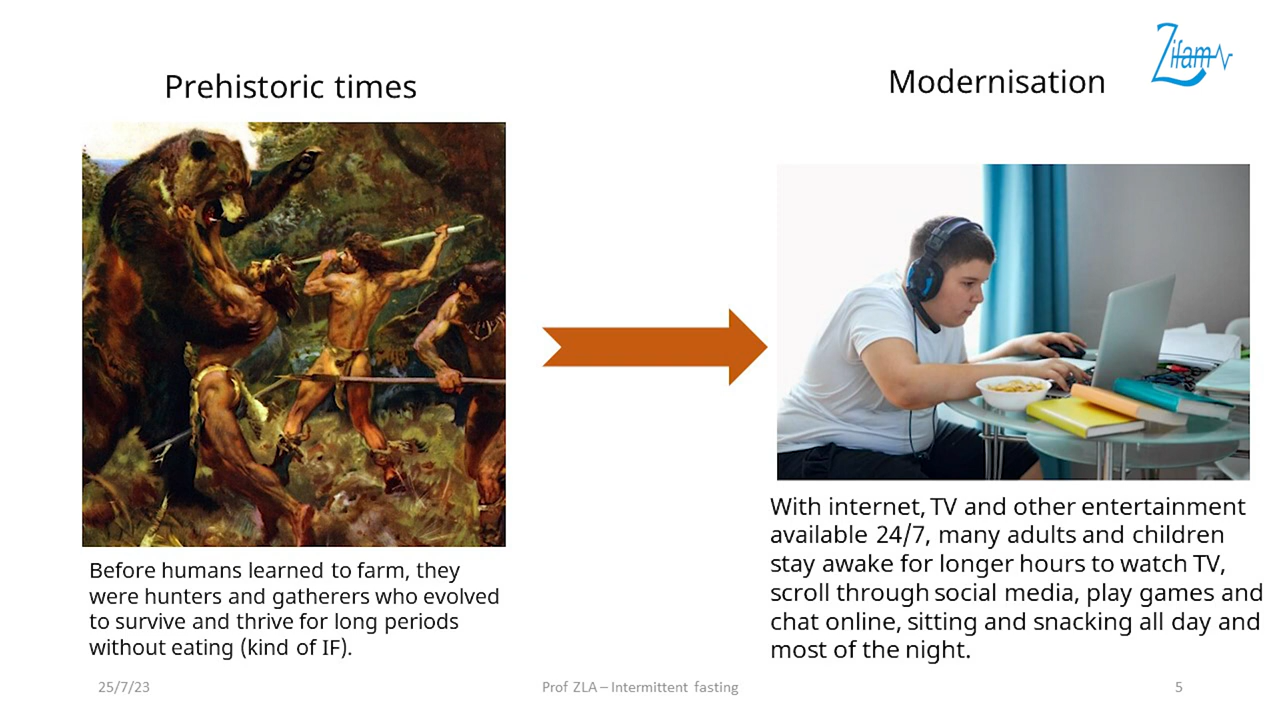 Prehistoric times
Modernisation
Zifam
Before humans learned to farm, they
were hunters and gatherers who evolved
to survive and thrive for long periods
without eating (kind of IF).
With internet, TV and other entertainment
available 24/7, many adults and children
stay awake for longer hours to watch TV,
scroll through social media, play games and
chat online, sitting and snacking all day and
most of the night.
25/7/23
Prof ZLA – Intermittent fasting
5